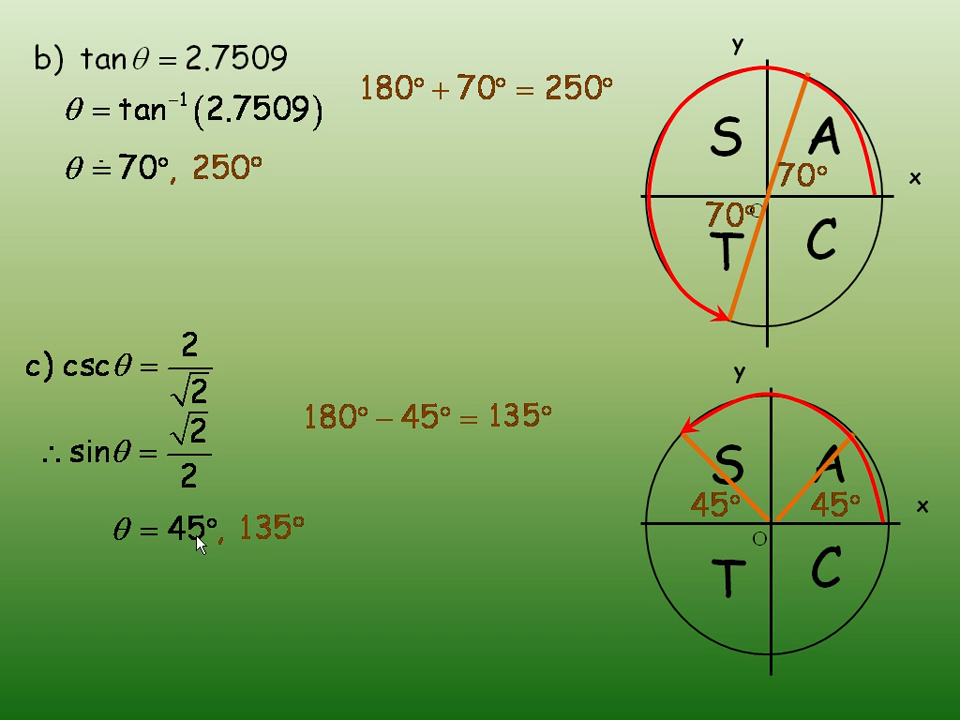 b) tan θ = 2.7509
θ = tan⁻¹(2.7509)
180° + 70° = 250°
θ ≐ 70°, 250°
y
S A
70°
x
70°
O
T C
c) csc θ = 2/√2
∴ sin θ = √2/2
180° − 45° = 135°
θ = 45°, 135°
y
S A
45° 45°
x
O
T C